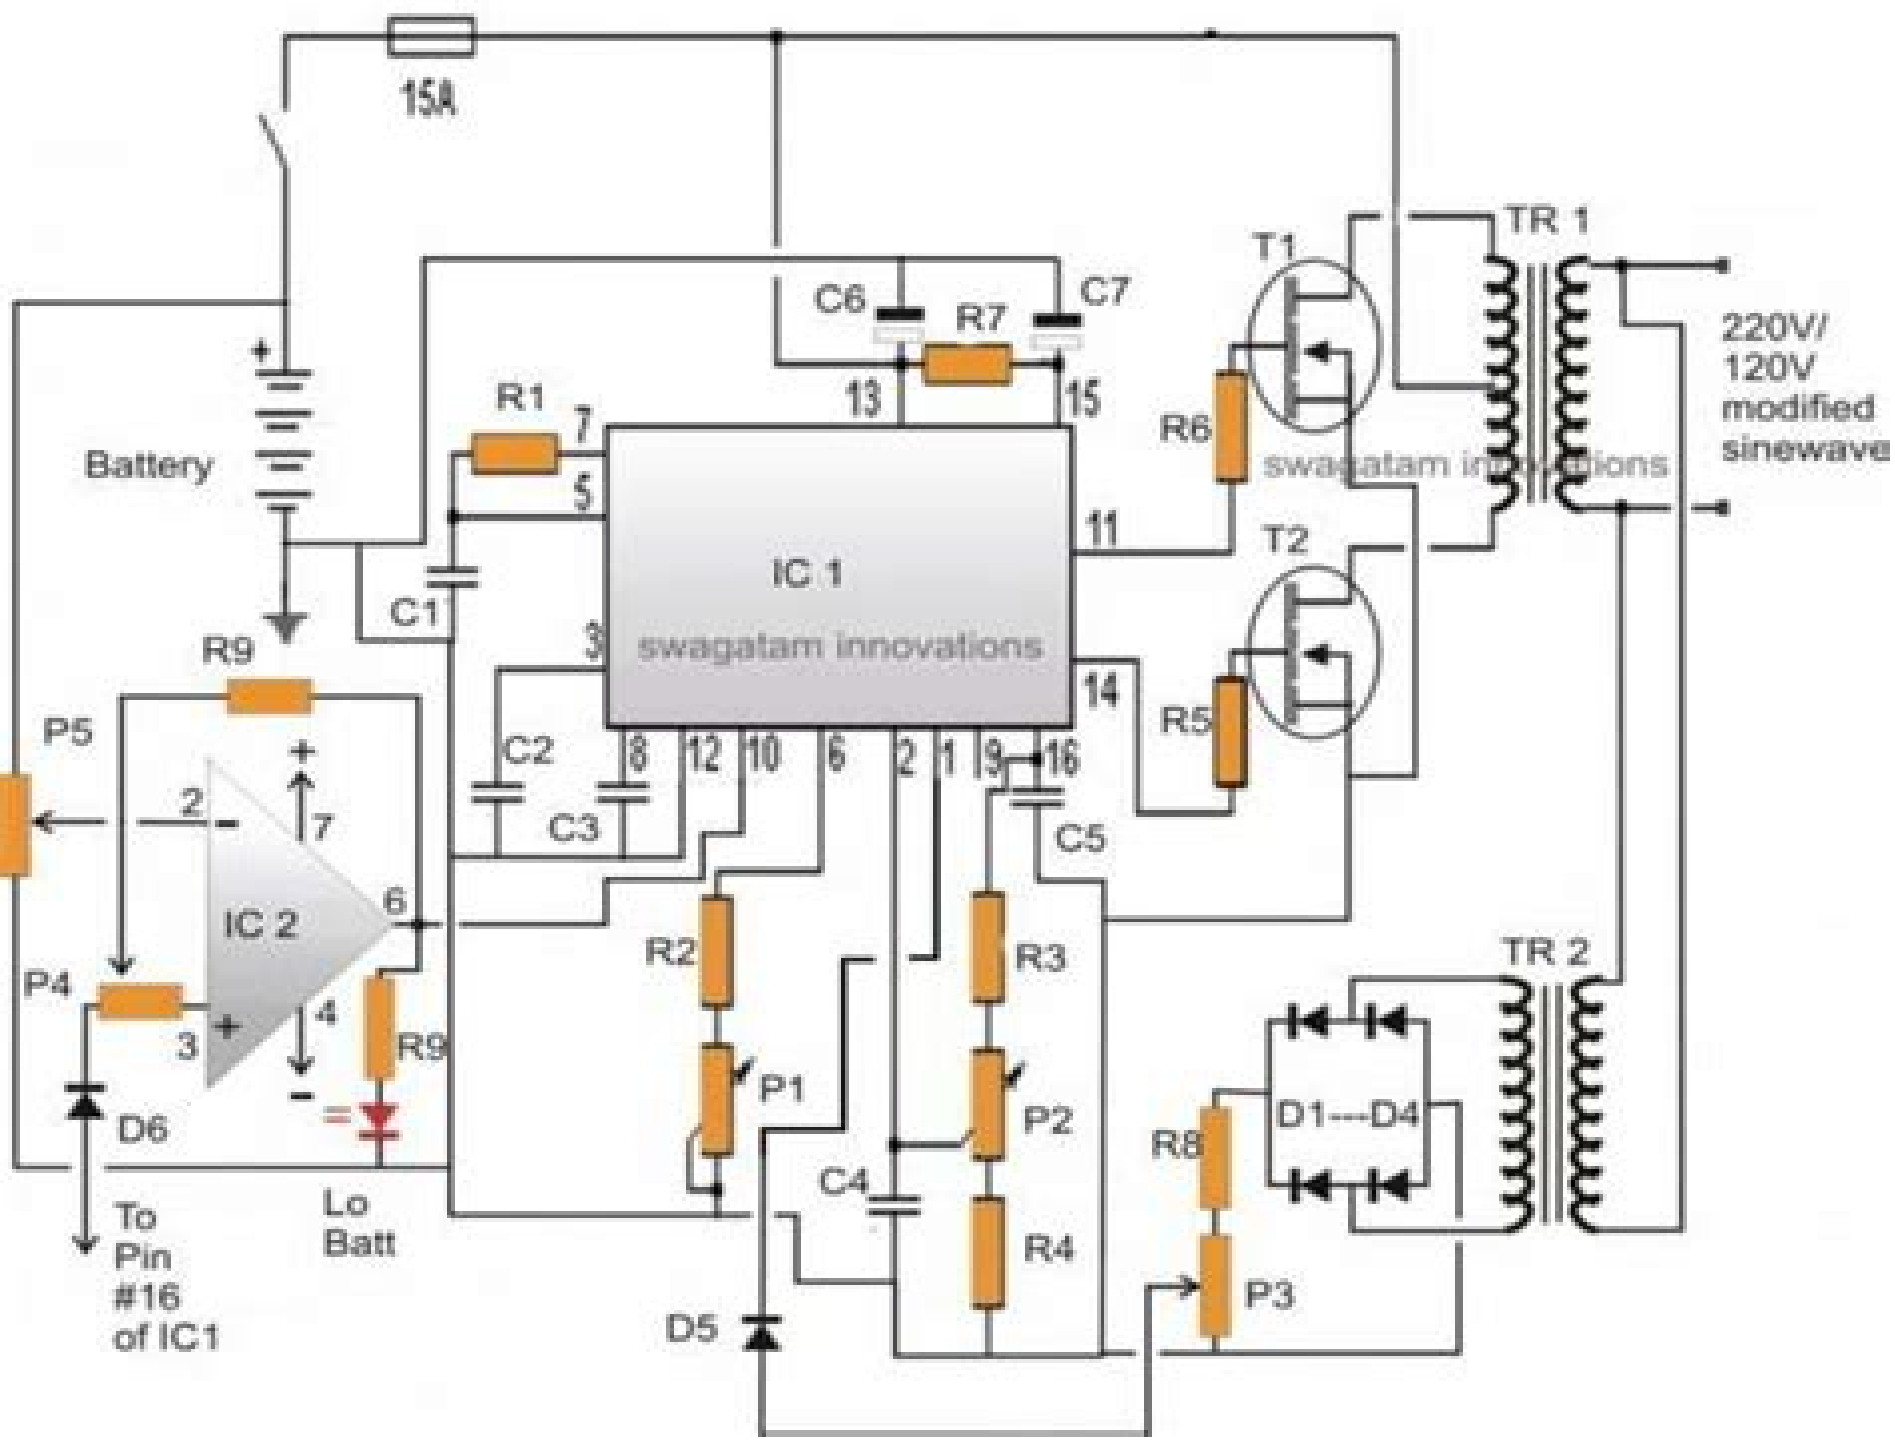 15A
TR 1
T1
C6
C7
R7
220V/
120V
modified
sinewave
+
R1
7
13
15
R6
Battery
swagatam innovations
5
11
T2
IC 1
C1
3
swagatam innovations
R9
14
R5
P5
C2
8
12
10
6
2
1
9
16
+
2
-
7
C3
C5
6
IC 2
R2
R3
TR 2
P4
4
3
+
R9
-
P1
P2
D1---D4
D6
R8
C4
To
Pin
#16
of IC1
Lo
Batt
R4
P3
D5